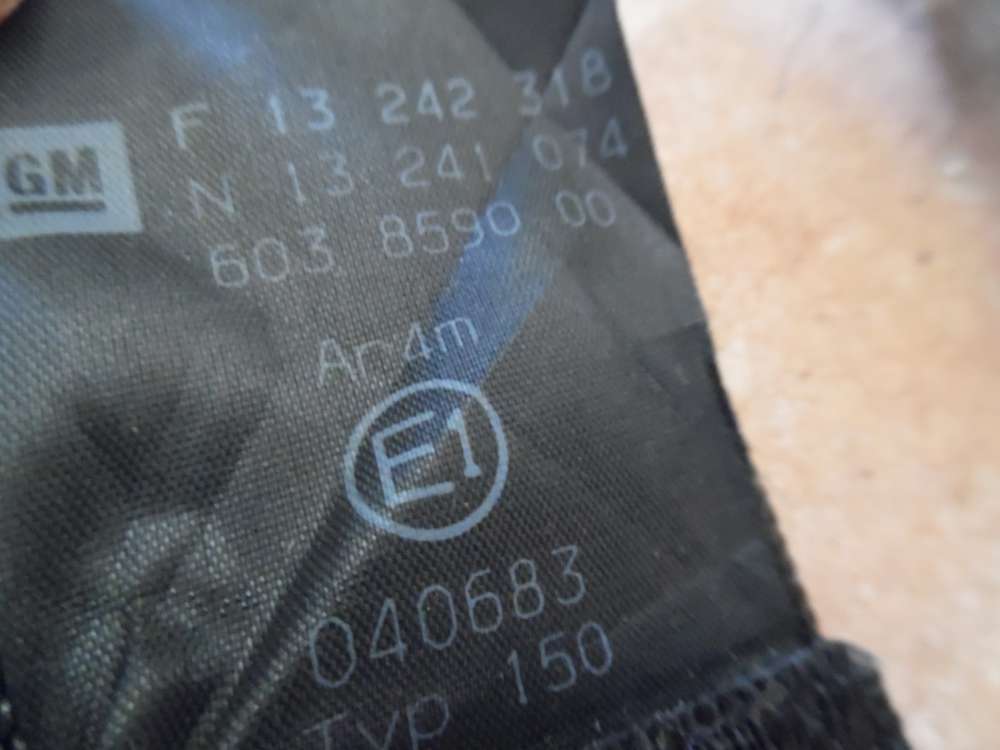 GM
F 13 242 318
N 13 241 074
603 8590 00
Ar4m
E1
040683
Typ 150